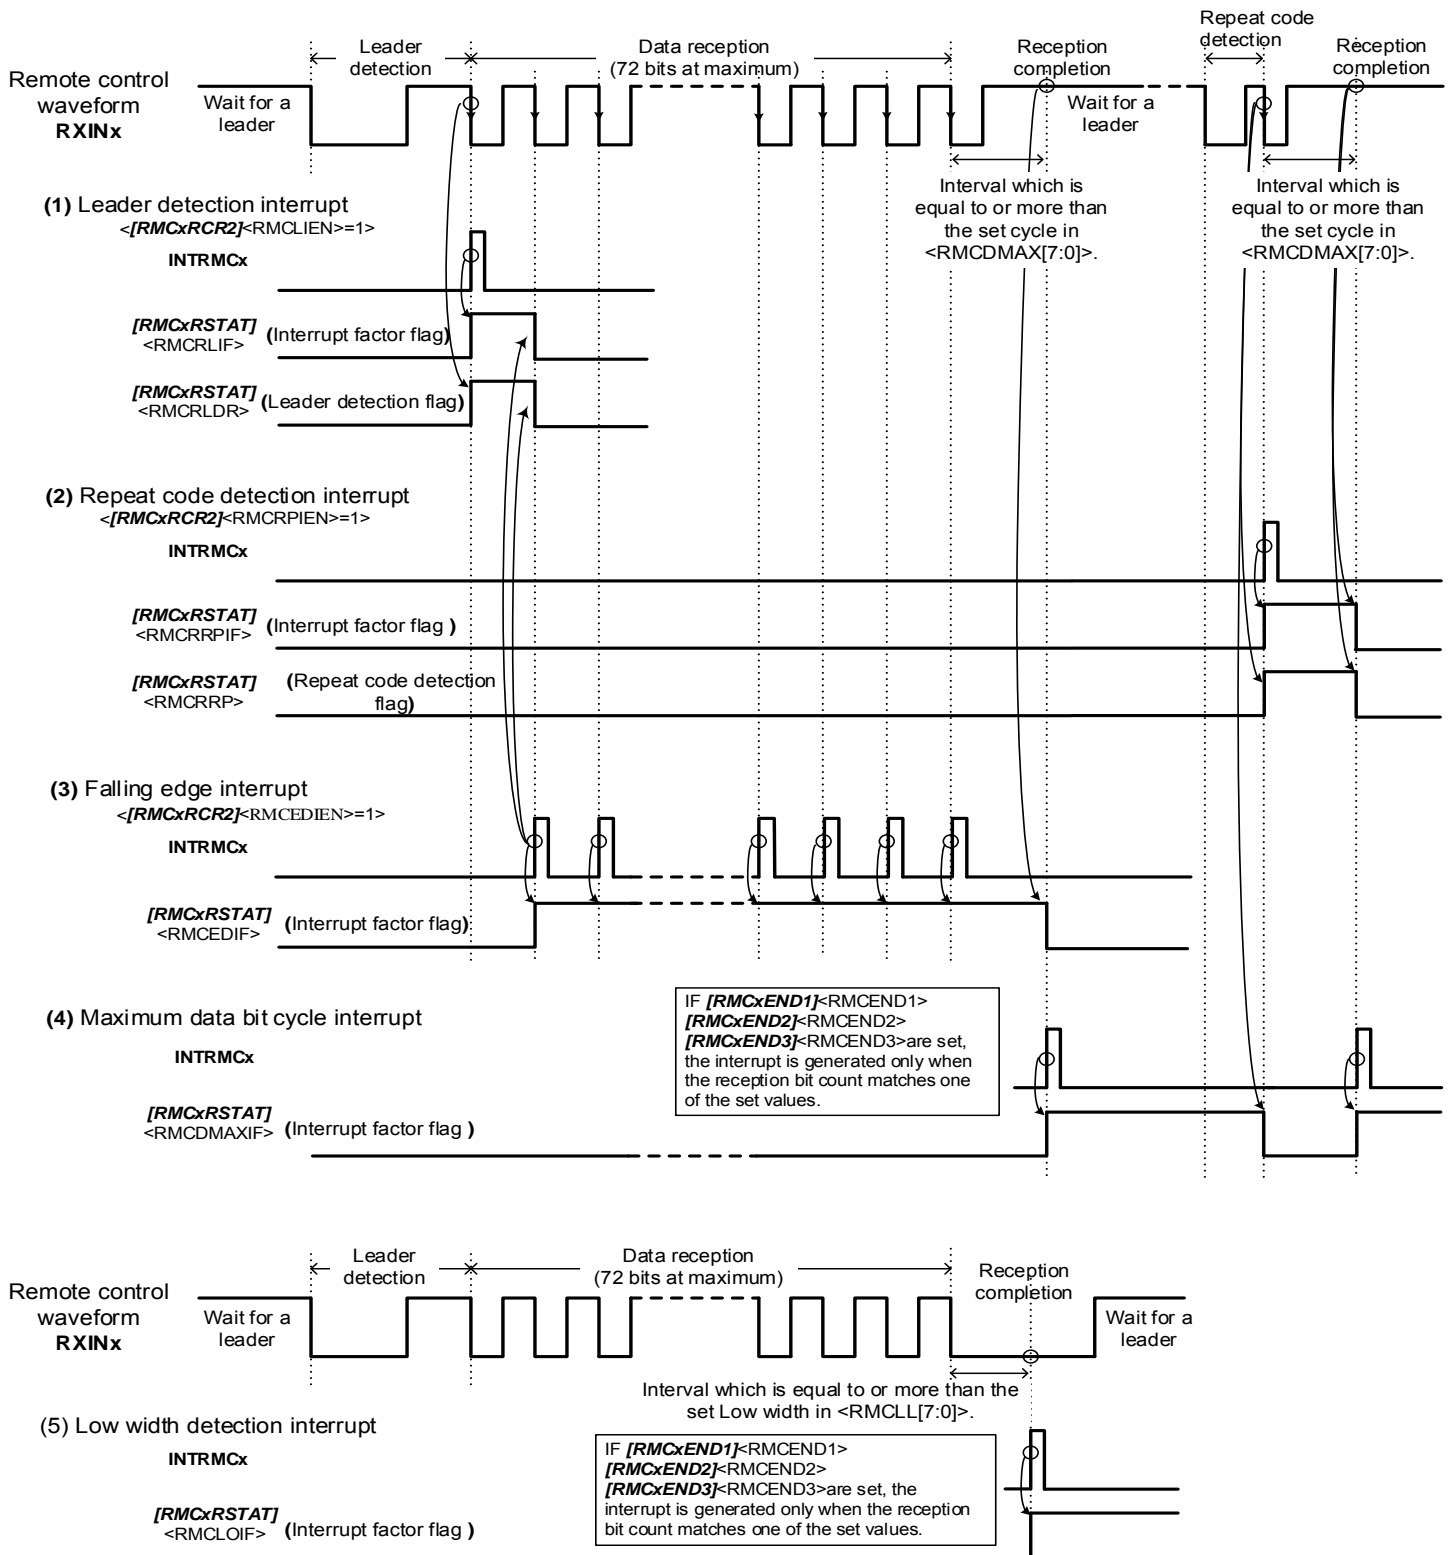 Repeat code
detection
Leader
detection
Data reception
(72 bits at maximum)
Reception
completion
Reception
completion
Remote control
waveform
RXINx
Wait for a
leader
Wait for a
leader
Interval which is
equal to or more than
the set cycle in
<RMCDMAX[7:0]>.
Interval which is
equal to or more than
the set cycle in
<RMCDMAX[7:0]>.
(1) Leader detection interrupt
<[RMCxRCR2]<RMCLIEN>=1>
INTRMCx
[RMCxRSTAT]
<RMCRLIF>
(Interrupt factor flag)
[RMCxRSTAT]
<RMCRLDR>
(Leader detection flag)
(2) Repeat code detection interrupt
<[RMCxRCR2]<RMCRPIEN>=1>
INTRMCx
[RMCxRSTAT]
<RMCRRPIF>
(Interrupt factor flag )
[RMCxRSTAT]
<RMCRRP>
(Repeat code detection
flag)
(3) Falling edge interrupt
<[RMCxRCR2]<RMCEDIEN>=1>
INTRMCx
[RMCxRSTAT]
<RMCEDIF>
(Interrupt factor flag)
(4) Maximum data bit cycle interrupt
INTRMCx
IF [RMCxEND1]<RMCEND1>
[RMCxEND2]<RMCEND2>
[RMCxEND3]<RMCEND3>are set,
the interrupt is generated only when
the reception bit count matches one
of the set values.
[RMCxRSTAT]
<RMCDMAXIF>
(Interrupt factor flag )
Leader
detection
Data reception
(72 bits at maximum)
Reception
completion
Remote control
waveform
RXINx
Wait for a
leader
Wait for a
leader
Interval which is equal to or more than the
set Low width in <RMCLL[7:0]>.
(5) Low width detection interrupt
INTRMCx
IF [RMCxEND1]<RMCEND1>
[RMCxEND2]<RMCEND2>
[RMCxEND3]<RMCEND3>are set, the
interrupt is generated only when the reception
bit count matches one of the set values.
[RMCxRSTAT]
<RMCLOIF>
(Interrupt factor flag )